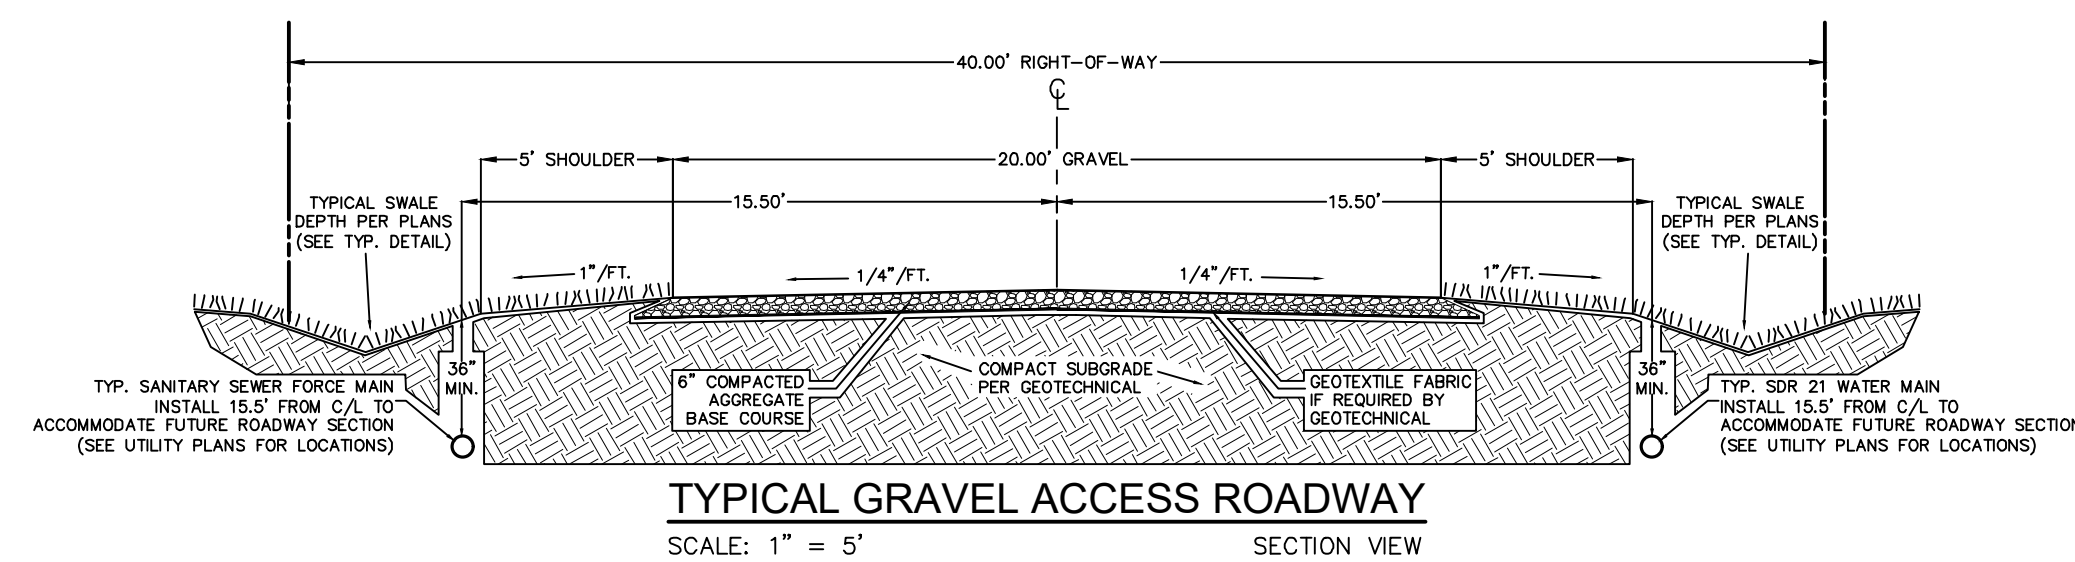 40.00' RIGHT-OF-WAY
CL
5' SHOULDER
20.00' GRAVEL
5' SHOULDER
15.50'
15.50'
TYPICAL SWALE
DEPTH PER PLANS
(SEE TYP. DETAIL)
TYPICAL SWALE
DEPTH PER PLANS
(SEE TYP. DETAIL)
1"/FT.
1/4"/FT.
1/4"/FT.
1"/FT.
36"
MIN.
TYP. SANITARY SEWER FORCE MAIN
INSTALL 15.5' FROM C/L TO
ACCOMMODATE FUTURE ROADWAY SECTION
(SEE UTILITY PLANS FOR LOCATIONS)
6" COMPACTED
AGGREGATE
BASE COURSE
COMPACT SUBGRADE
PER GEOTECHNICAL
GEOTEXTILE FABRIC
IF REQUIRED BY
GEOTECHNICAL
36"
MIN.
TYP. SDR 21 WATER MAIN
INSTALL 15.5' FROM C/L TO
ACCOMMODATE FUTURE ROADWAY SECTION
(SEE UTILITY PLANS FOR LOCATIONS)
TYPICAL GRAVEL ACCESS ROADWAY
SCALE: 1" = 5'
SECTION VIEW